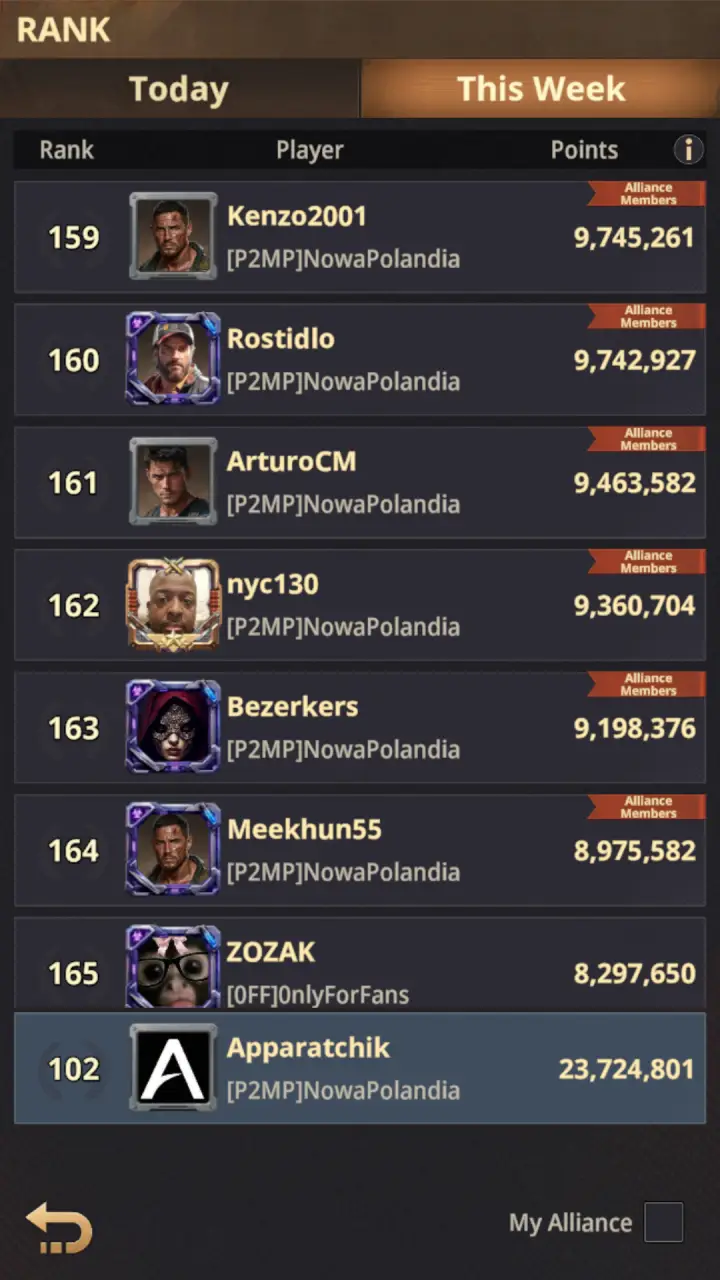 RANK
Today
This Week
Rank
Player
Points
i
Alliance
Members
159
Kenzo2001
[P2MP]NowaPolandia
9,745,261
Alliance
Members
160
Rostidlo
[P2MP]NowaPolandia
9,742,927
Alliance
Members
161
ArturoCM
[P2MP]NowaPolandia
9,463,582
Alliance
Members
162
nyc130
[P2MP]NowaPolandia
9,360,704
Alliance
Members
163
Bezerkers
[P2MP]NowaPolandia
9,198,376
Alliance
Members
164
Meekhun55
[P2MP]NowaPolandia
8,975,582
165
ZOZAK
[0FF]0nlyForFans
8,297,650
102
Apparatchik
[P2MP]NowaPolandia
23,724,801
My Alliance